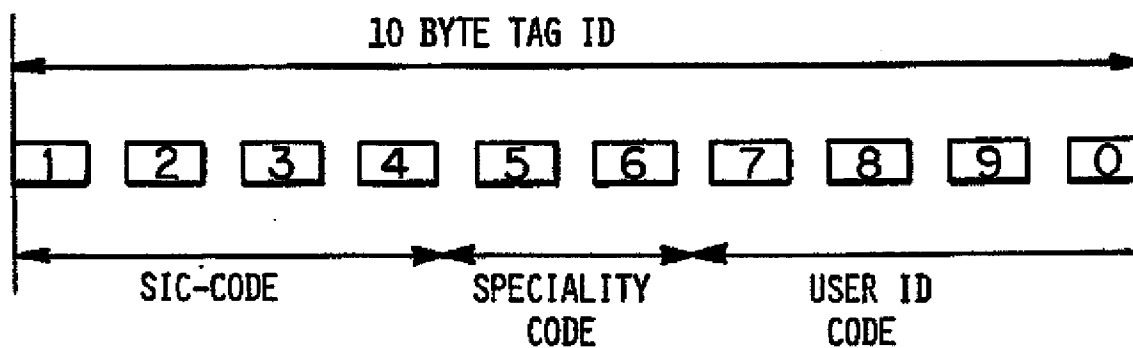 10 BYTE TAG ID
1 2 3 4 5 6 7 8 9 0
SIC-CODE SPECIALITY USER ID
CODE CODE